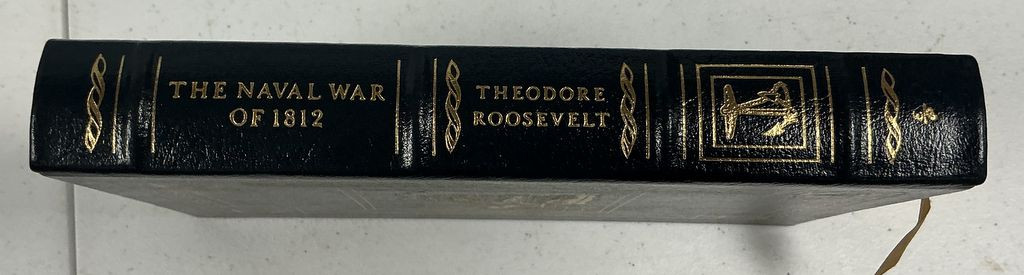 THE NAVAL WAR
OF 1812
THEODORE
ROOSEVELT